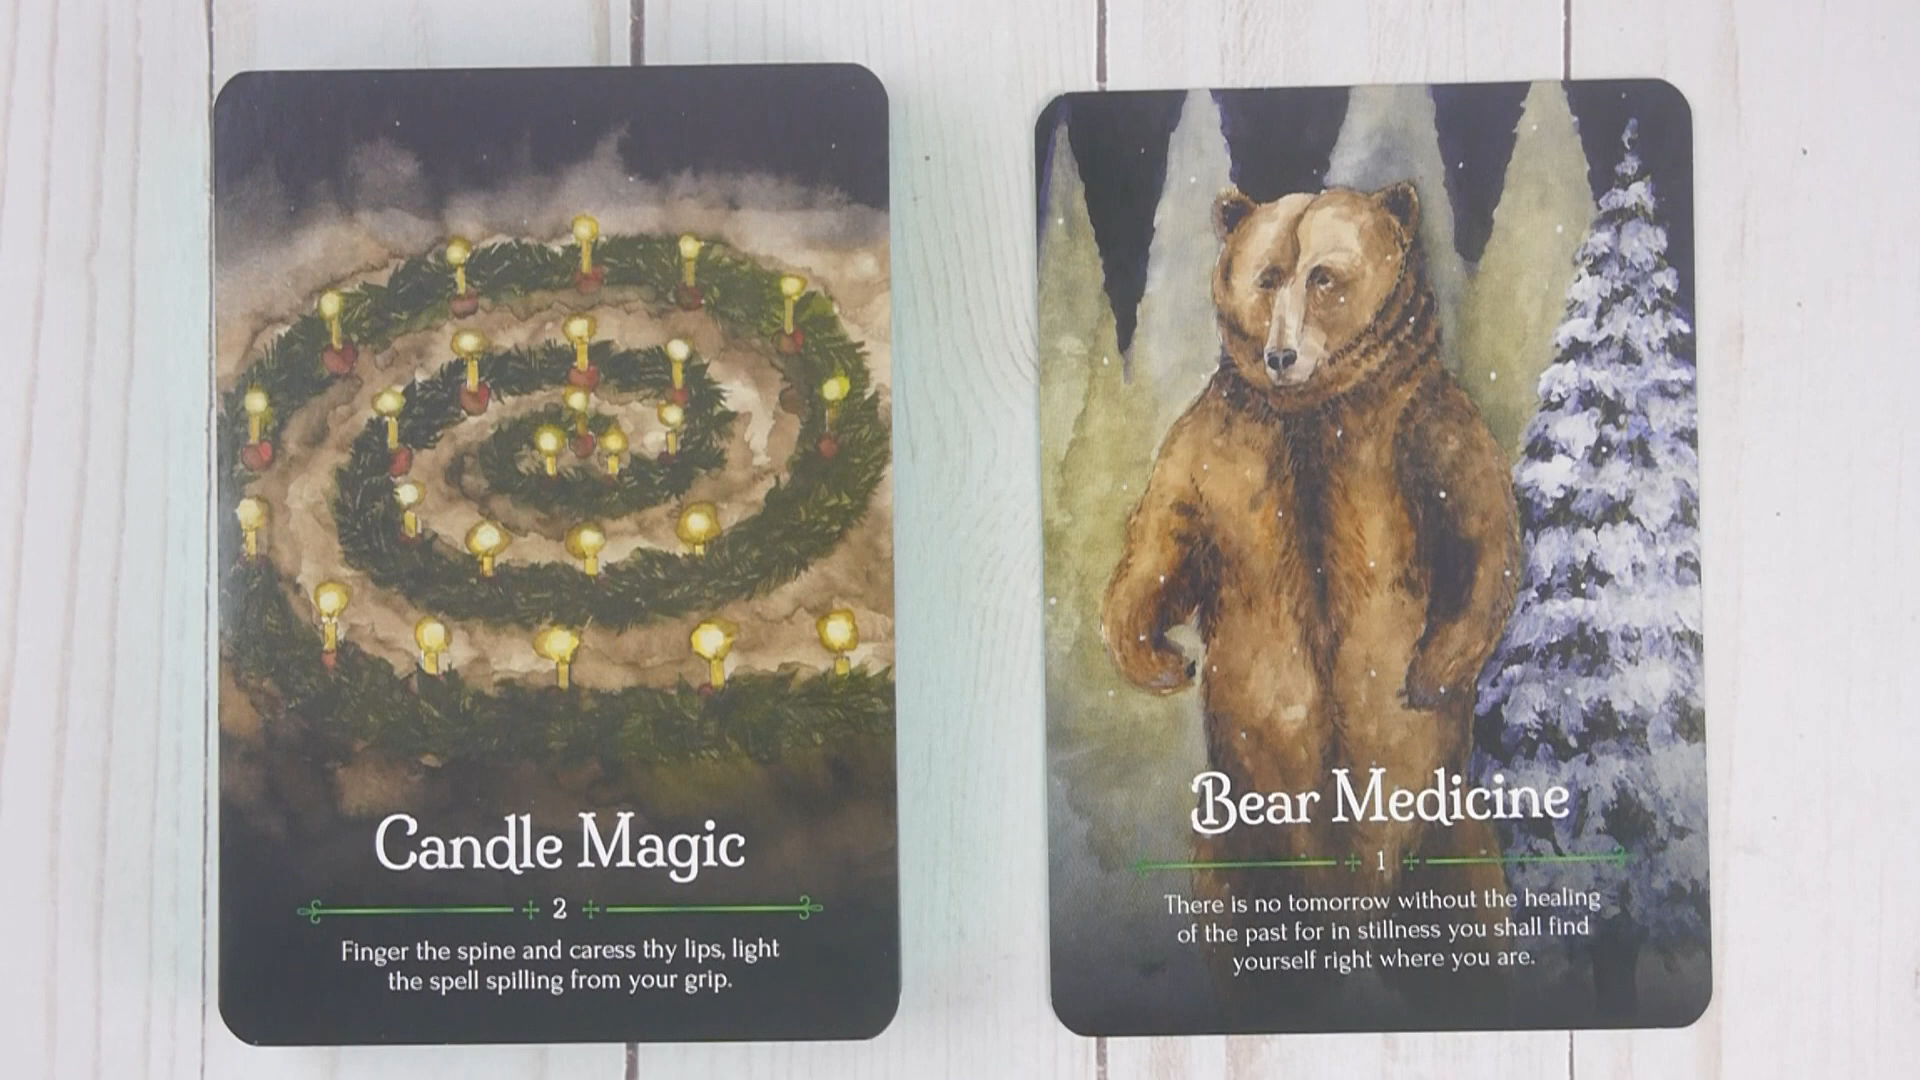 Candle Magic
2
Finger the spine and caress thy lips, light
the spell spilling from your grip.
Bear Medicine
1
There is no tomorrow without the healing
of the past for in stillness you shall find
yourself right where you are.